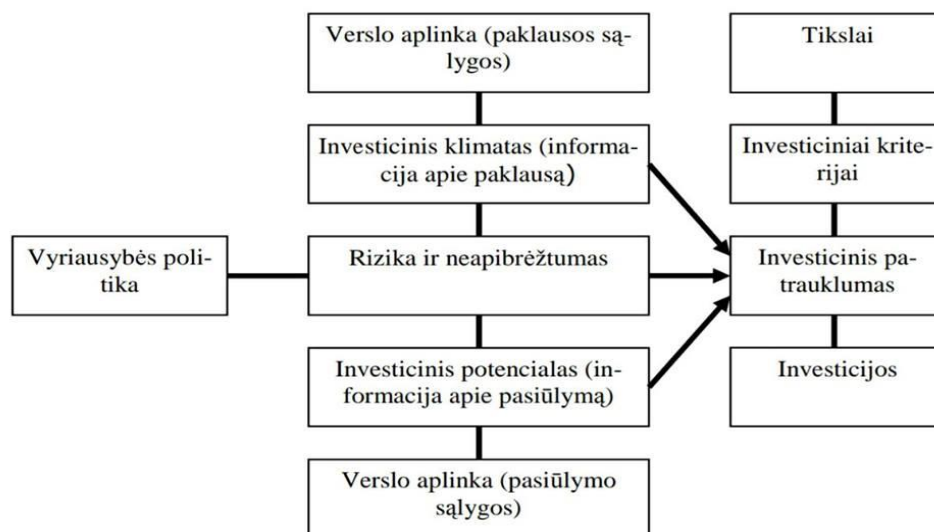 Verslo aplinka (paklausos są-
lygos)
Tikslai
Investicinis klimatas (informa-
cija apie paklausą)
Investiciniai krite-
rijai
Vyriausybės poli-
tika
Rizika ir neapibrėžtumas
Investicinis pa-
trauklumas
Investicinis potencialas (in-
formacija apie pasiūlymą)
Investicijos
Verslo aplinka (pasiūlymo
sąlygos)